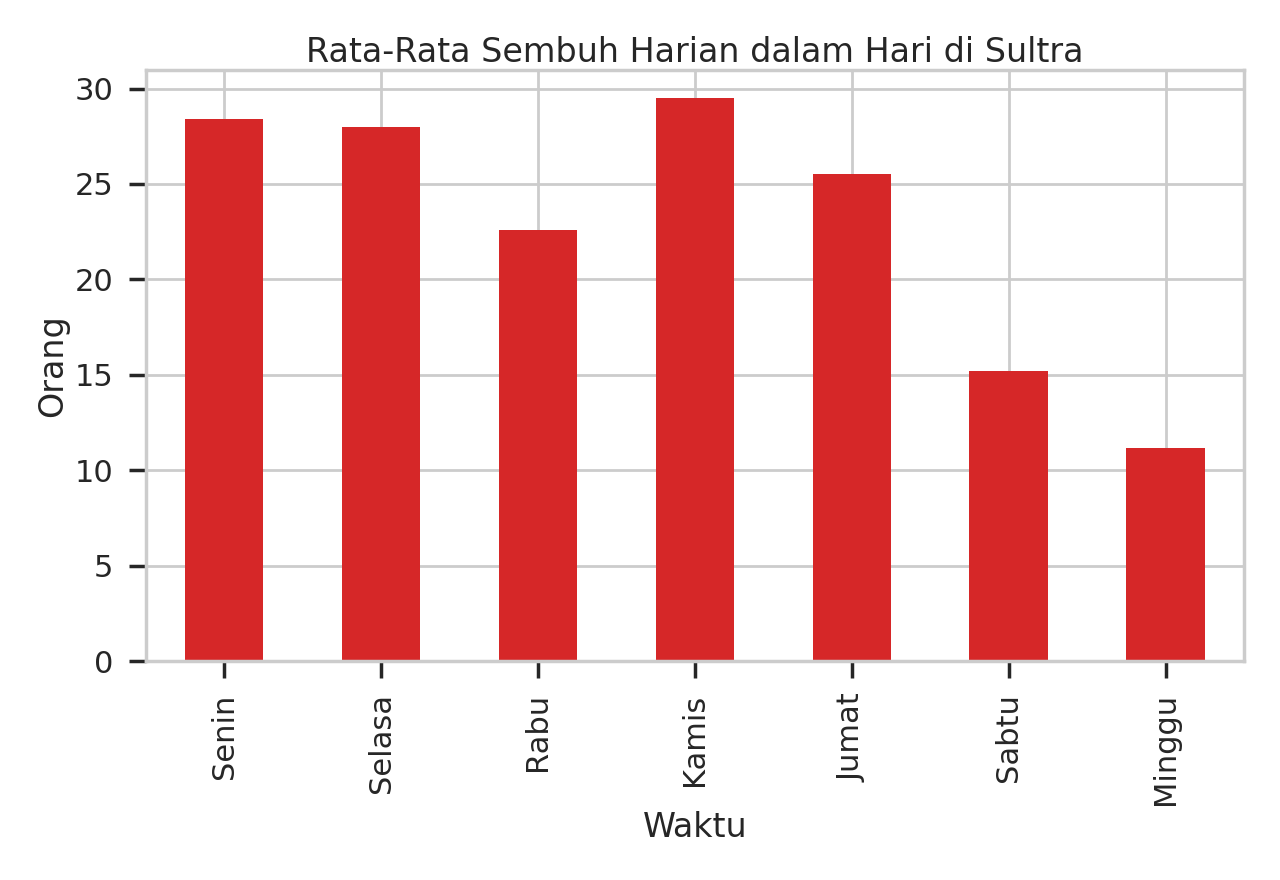 Rata-Rata Sembuh Harian dalam Hari di Sultra
30
25
20
15
10
5
0
Orang
Senin
Selasa
Rabu
Kamis
Jumat
Sabtu
Minggu
Waktu